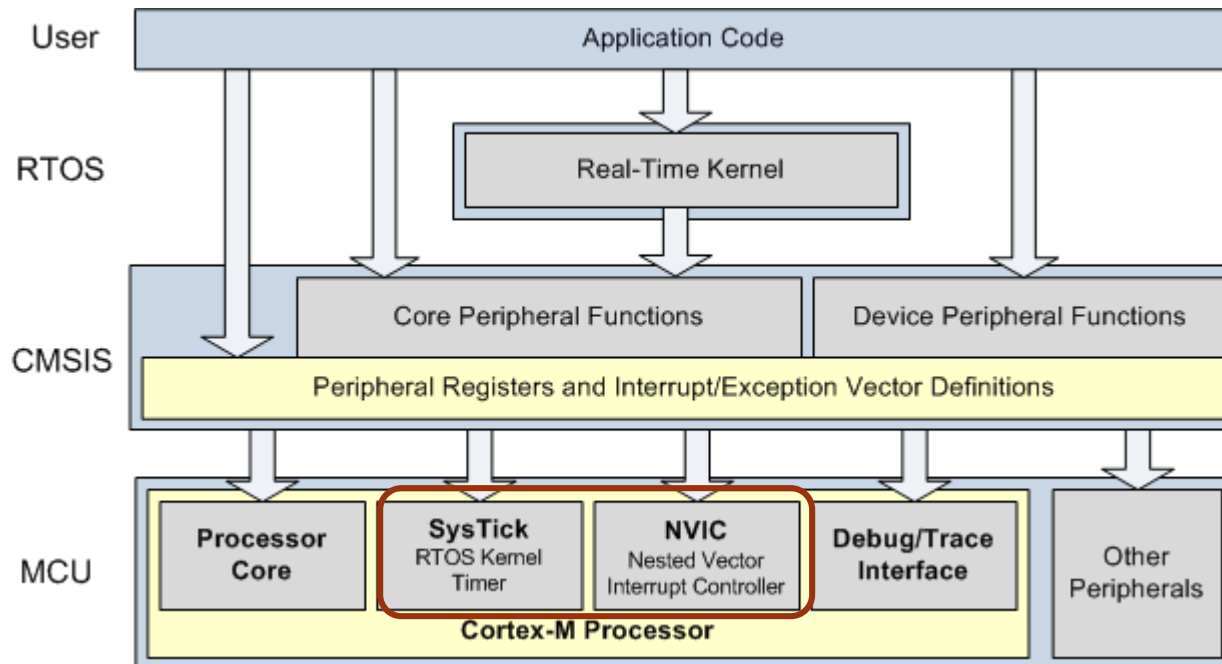 User
Application Code
RTOS
Real-Time Kernel
Core Peripheral Functions
Device Peripheral Functions
CMSIS
Peripheral Registers and Interrupt/Exception Vector Definitions
MCU
Processor
Core
SysTick
RTOS Kernel
Timer
NVIC
Nested Vector
Interrupt Controller
Debug/Trace
Interface
Other
Peripherals
Cortex-M Processor